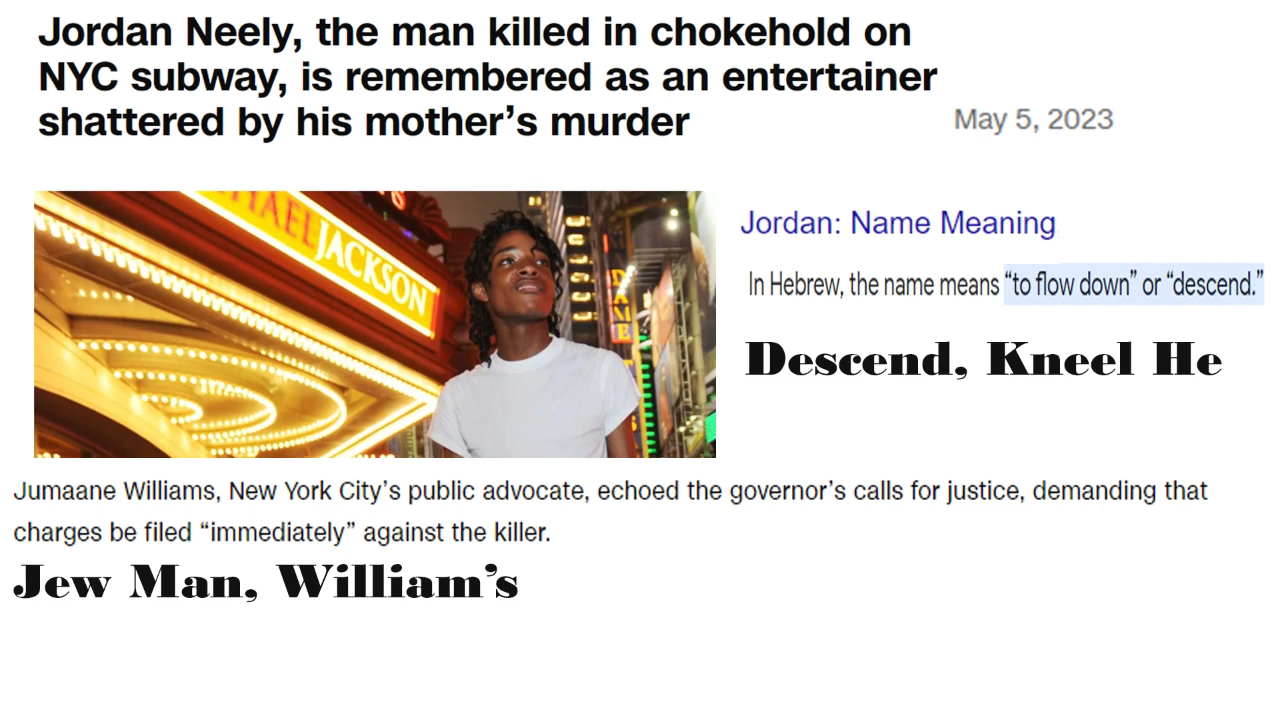 Jordan Neely, the man killed in chokehold on
NYC subway, is remembered as an entertainer
shattered by his mother’s murder
May 5, 2023
HAEL JACKSON
DAME
Jordan: Name Meaning
In Hebrew, the name means “to flow down” or “descend.”
Descend, Kneel He
Jumaane Williams, New York City’s public advocate, echoed the governor’s calls for justice, demanding that
charges be filed “immediately” against the killer.
Jew Man, William’s